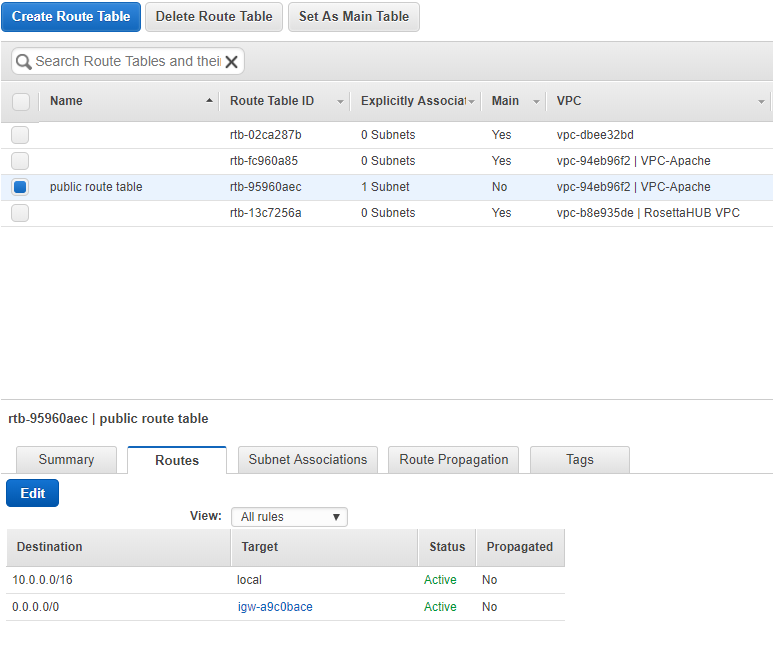 Create Route Table Delete Route Table Set As Main Table
Search Route Tables and thei
Name Route Table ID Explicitly Associat Main VPC
rtb-02ca287b 0 Subnets Yes vpc-dbee32bd
rtb-fc960a85 0 Subnets Yes vpc-94eb96f2 | VPC-Apache
public route table rtb-95960aec 1 Subnet No vpc-94eb96f2 | VPC-Apache
rtb-13c7256a 0 Subnets Yes vpc-b8e935de | RosettaHUB VPC
rtb-95960aec | public route table
Summary Routes Subnet Associations Route Propagation Tags
Edit
View: All rules
Destination Target Status Propagated
10.0.0.0/16 local Active No
0.0.0.0/0 igw-a9c0bace Active No